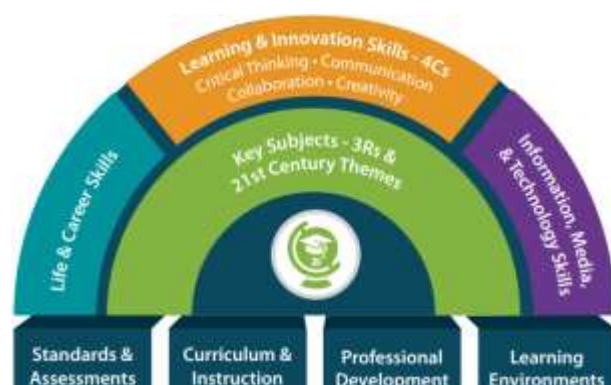 Learning & Innovation Skills - 4Cs
Critical Thinking • Communication
Collaboration • Creativity
Key Subjects - 3Rs &
21st Century Themes
Life & Career Skills
Information, Media,
& Technology Skills
Standards &
Assessments
Curriculum &
Instruction
Professional
Development
Learning
Environments